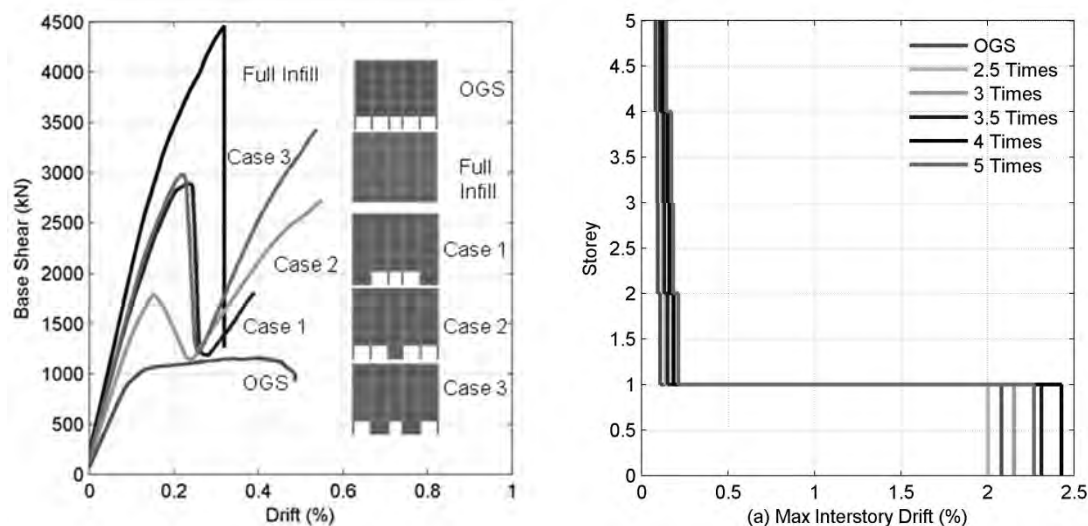 4500
4000
3500
3000
2500
2000
1500
1000
500
0
Base Shear (kN)
0 0.2 0.4 0.6 0.8 1
Drift (%)
Full Infill
Case 3
Case 2
Case 1
OGS
OGS
Full
Infill
Case 1
Case 2
Case 3
5
4.5
4
3.5
3
2.5
2
1.5
1
0.5
0
Storey
OGS
2.5 Times
3 Times
3.5 Times
4 Times
5 Times
0 0.5 1 1.5 2 2.5
(a) Max Interstory Drift (%)